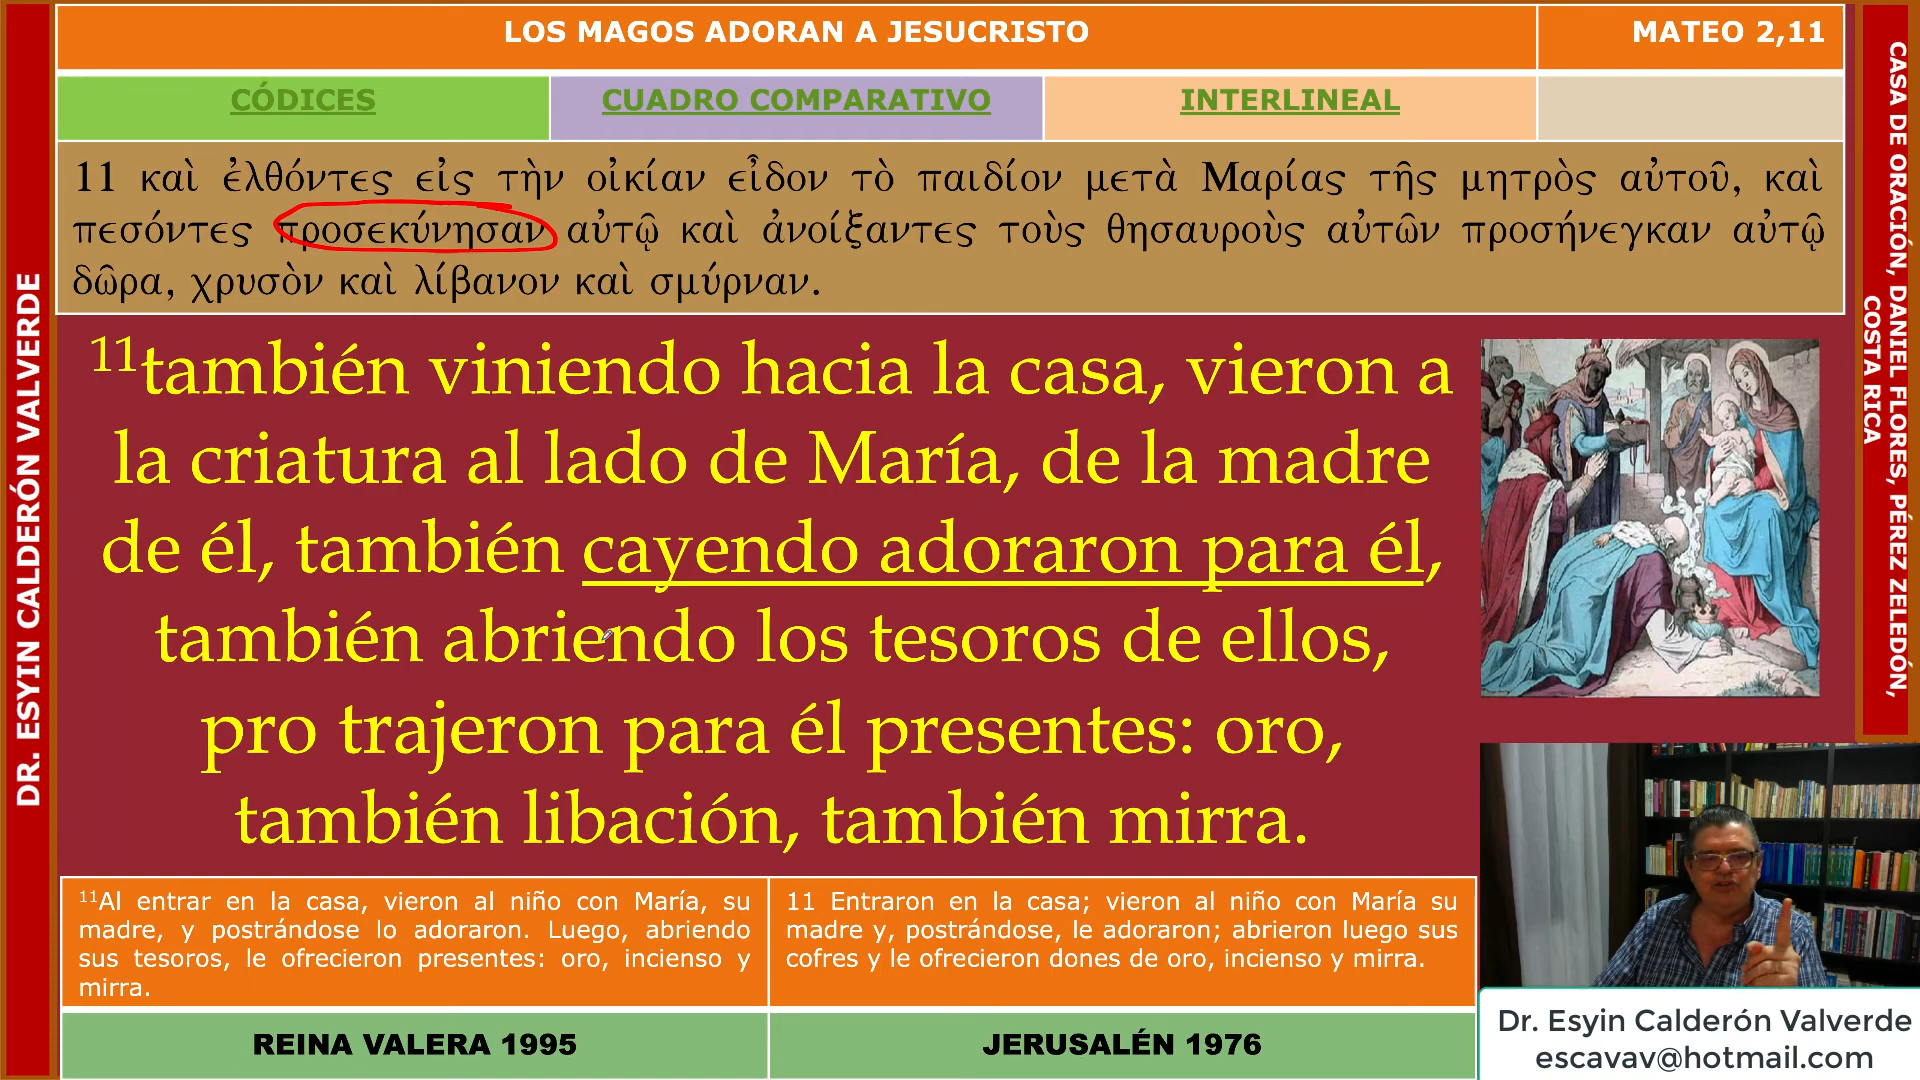 LOS MAGOS ADORAN A JESUCRISTO
MATEO 2,11
CÓDICES
CUADRO COMPARATIVO
INTERLINEAL
11 καὶ ἐλθόντες εἰς τὴν οἰκίαν εἶδον τὸ παιδίον μετὰ Μαρίας τῆς μητρὸς αὐτοῦ, καὶ
πεσόντες προσεκύνησαν αὐτῷ καὶ ἀνοίξαντες τοὺς θησαυροὺς αὐτῶν προσήνεγκαν αὐτῷ
δῶρα, χρυσὸν καὶ λίβανον καὶ σμύρναν.
¹¹también viniendo hacia la casa, vieron a
la criatura al lado de María, de la madre
de él, también cayendo adoraron para él,
también abriendo los tesoros de ellos,
pro trajeron para él presentes: oro,
también libación, también mirra.
¹¹Al entrar en la casa, vieron al niño con María, su
madre, y postrándose lo adoraron. Luego, abriendo
sus tesoros, le ofrecieron presentes: oro, incienso y
mirra.
11 Entraron en la casa; vieron al niño con María su
madre y, postrándose, le adoraron; abrieron luego sus
cofres y le ofrecieron dones de oro, incienso y mirra.
REINA VALERA 1995
JERUSALÉN 1976
DR. ESYIN CALDERÓN VALVERDE
CASA DE ORACIÓN, DANIEL FLORES, PÉREZ ZELEDÓN,
COSTA RICA
Dr. Esyin Calderón Valverde
escavav@hotmail.com